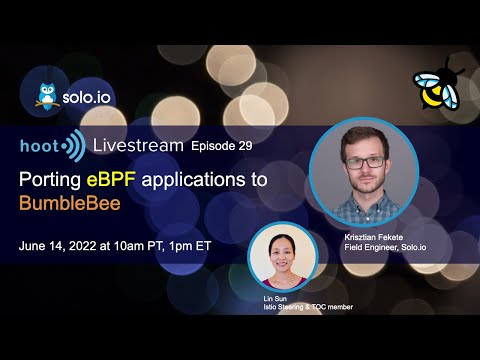 solo.io
hoot Livestream Episode 29
Porting eBPF applications to
BumbleBee
June 14, 2022 at 10am PT, 1pm ET
Krisztian Fekete
Field Engineer, Solo.io
Lin Sun
Istio Steering & TOC member